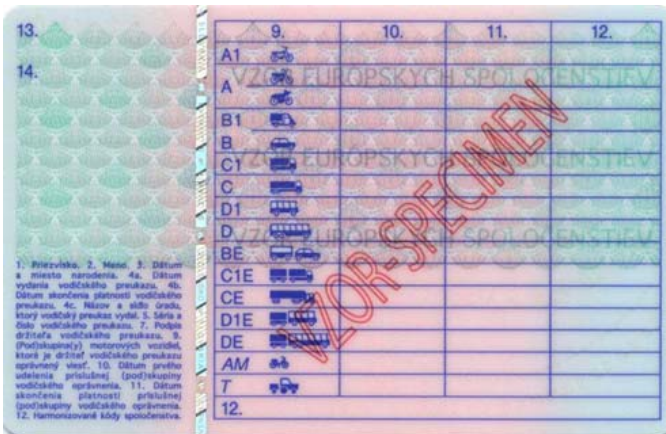 13.
14.
9. 10. 11. 12.
A1
A
B1
B
C1
C
D1
D
BE
C1E
CE
D1E
DE
AM
T
12.
VZOR EURÓPSKYCH SPOLOČENSTIEV
VZOR EURÓPSKYCH SPOLOČENSTIEV
VZOR EURÓPSKYCH SPOLOČENSTIEV
VZOR-SPECIMEN
1. Priezvisko. 2. Meno. 3. Dátum
a miesto narodenia. 4a. Dátum
vydania vodičského preukazu. 4b.
Dátum skončenia platnosti vodičského
preukazu. 4c. Názov a sídlo úradu,
ktorý vodičský preukaz vydal. 5. Séria a
číslo vodičského preukazu. 7. Podpis
držiteľa vodičského preukazu. 9.
(Pod)skupina(y) motorových vozidiel,
ktoré je držiteľ vodičského preukazu
oprávnený viesť. 10. Dátum prvého
udelenia príslušnej (pod)skupiny
vodičského oprávnenia. 11. Dátum
skončenia platnosti príslušnej
(pod)skupiny vodičského oprávnenia.
12. Harmonizované kódy spoločenstva.